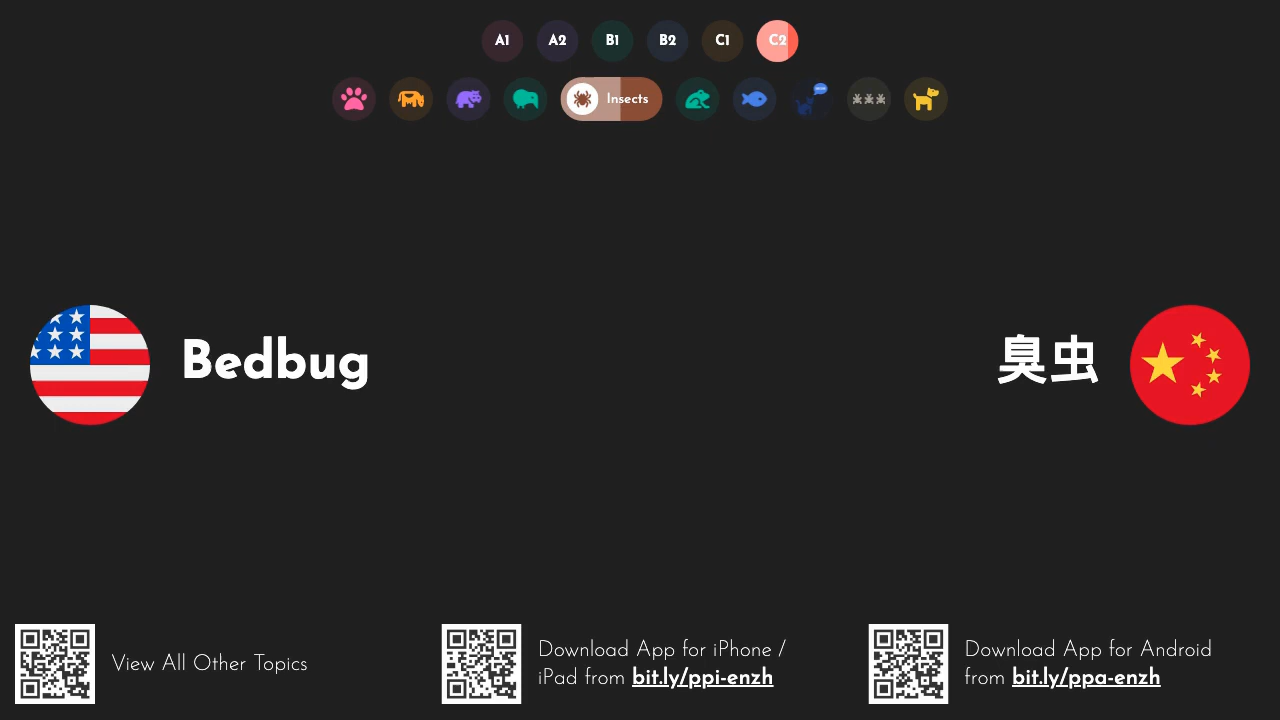 A1 A2 B1 B2 C1 C2
Insects
Bedbug
臭虫
View All Other Topics
Download App for iPhone /
iPad from bit.ly/ppi-enzh
Download App for Android
from bit.ly/ppa-enzh